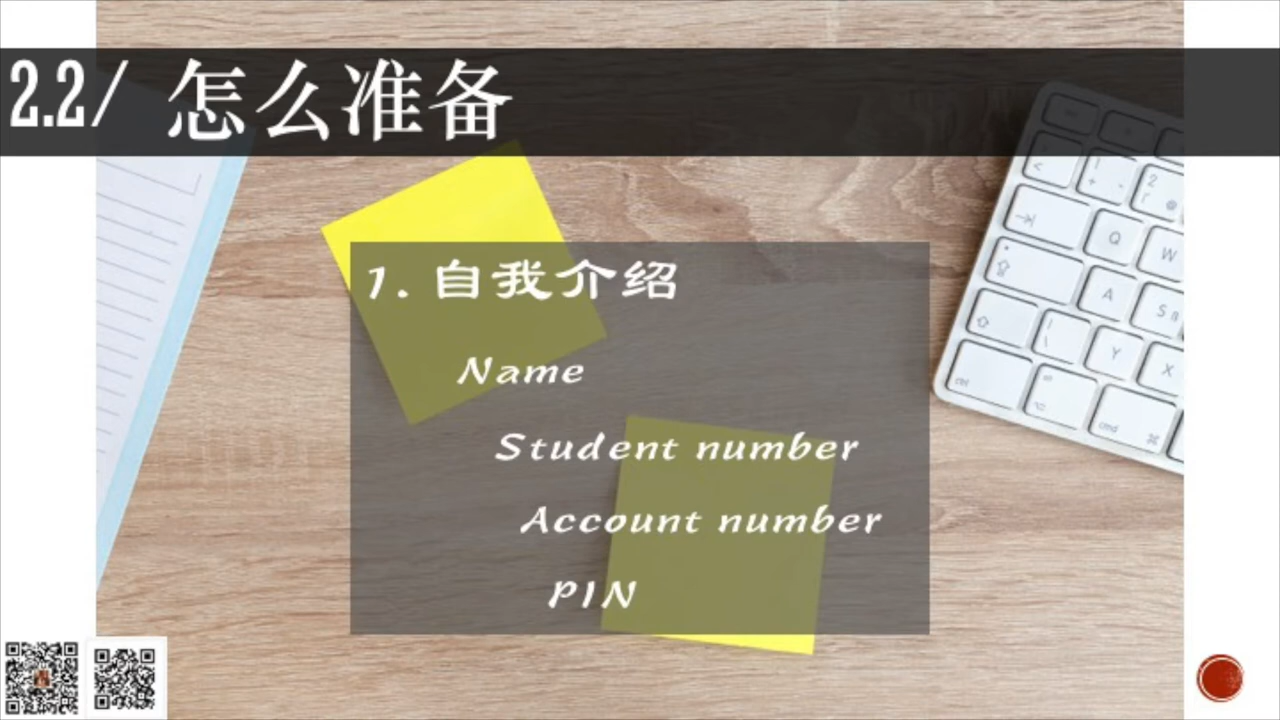 2.2/ 怎么准备
1. 自我介绍
Name
Student number
Account number
PIN